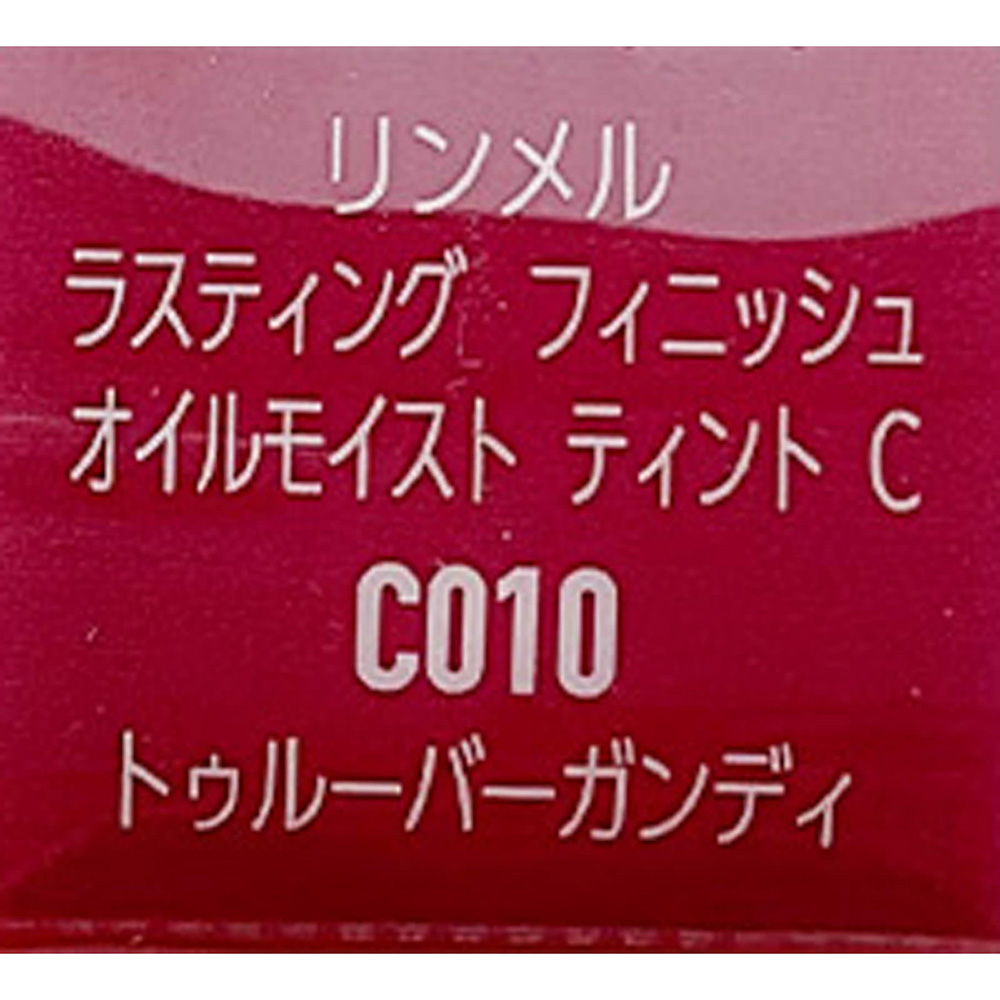 リンメル
ラスティング フィニッシュ
オイルモイスト ティント C
C010
トゥルーバーガンディ